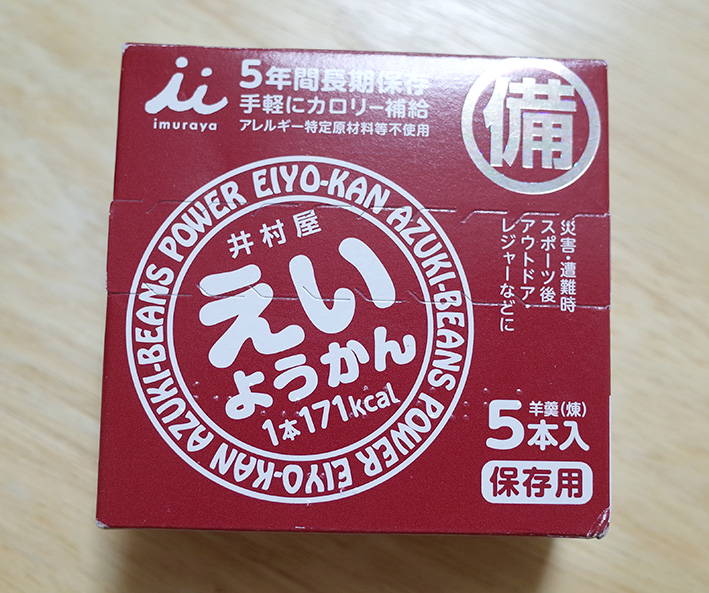 imuraya
5年間長期保存
手軽にカロリー補給
アレルギー特定原材料等不使用
備
災害・遭難時
スポーツ後
アウトドア・
レジャーなどに
AZUKI-BEANS POWER EIYO-KAN AZUKI-BEANS POWER EIYO-KAN
井村屋
えい
ようかん
1本171kcal
羊羹(煉)
5本入
保存用